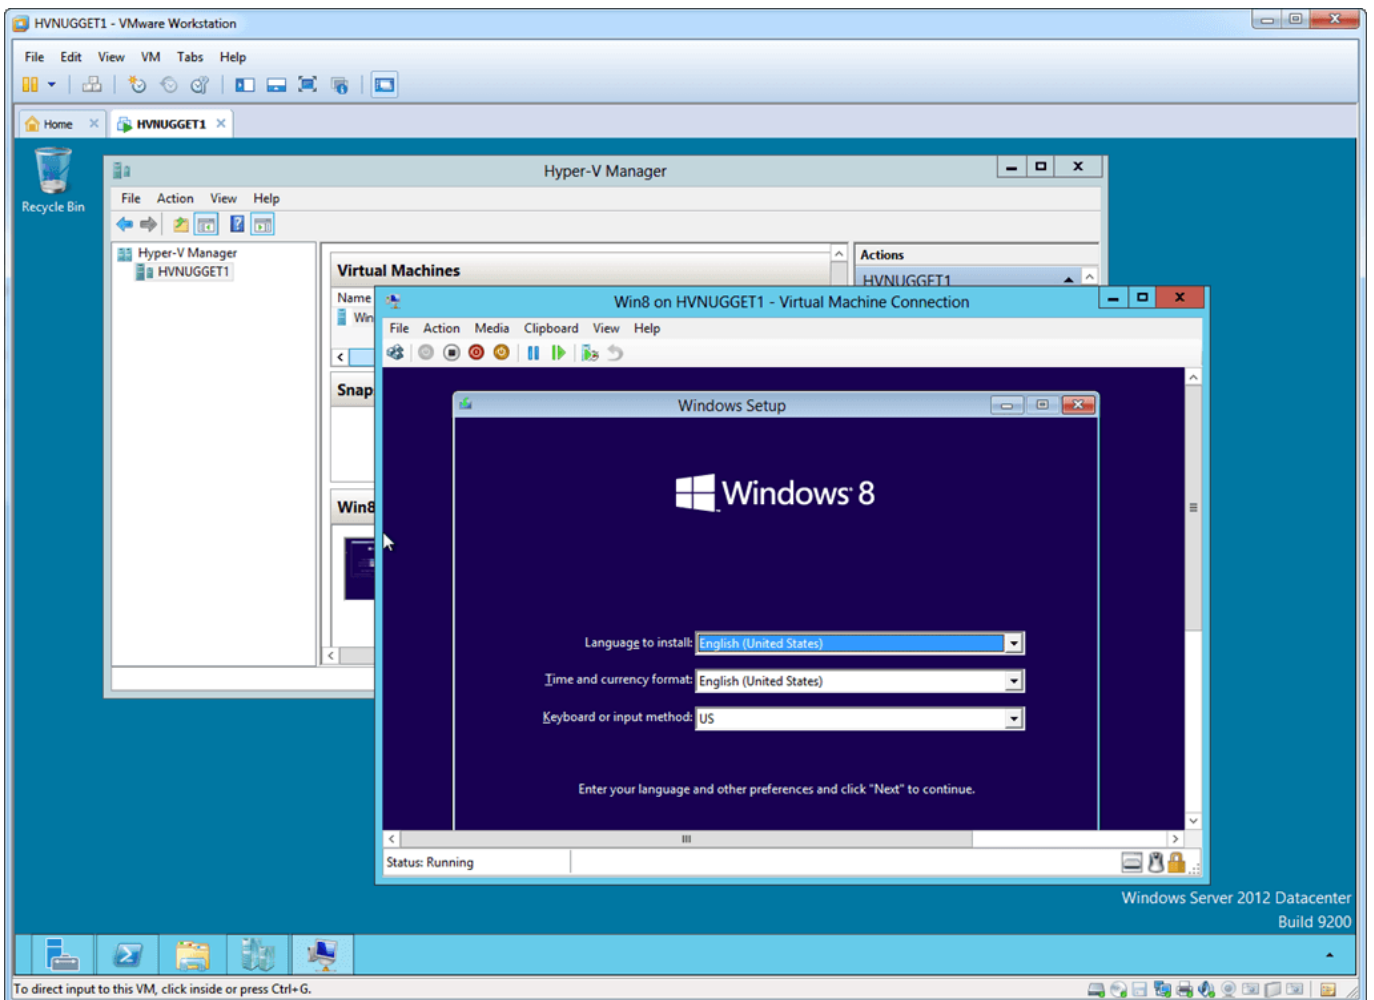 HVNUGGET1 - VMware Workstation
File Edit View VM Tabs Help
Home HVNUGGET1
Recycle Bin
Hyper-V Manager
File Action View Help
Hyper-V Manager
HVNUGGET1
Virtual Machines
Name
Win
Snap
Win8
Actions
HVNUGGET1
Win8 on HVNUGGET1 - Virtual Machine Connection
File Action Media Clipboard View Help
Windows Setup
Windows 8
Language to install: English (United States)
Time and currency format: English (United States)
Keyboard or input method: US
Enter your language and other preferences and click "Next" to continue.
Status: Running
Windows Server 2012 Datacenter
Build 9200
To direct input to this VM, click inside or press Ctrl+G.